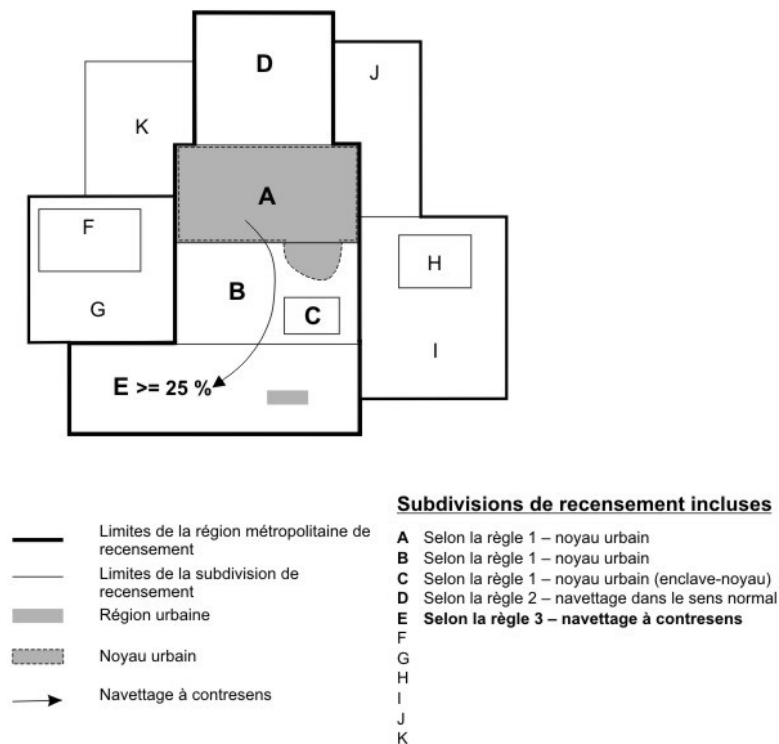 D
J
K
A
F
H
B
C
G
I
E >= 25 %
Limites de la région métropolitaine de
recensement
Limites de la subdivision de
recensement
Région urbaine
Noyau urbain
Navettage à contresens
Subdivisions de recensement incluses
A Selon la règle 1 – noyau urbain
B Selon la règle 1 – noyau urbain
C Selon la règle 1 – noyau urbain (enclave-noyau)
D Selon la règle 2 – navettage dans le sens normal
E Selon la règle 3 – navettage à contresens
F
G
H
I
J
K